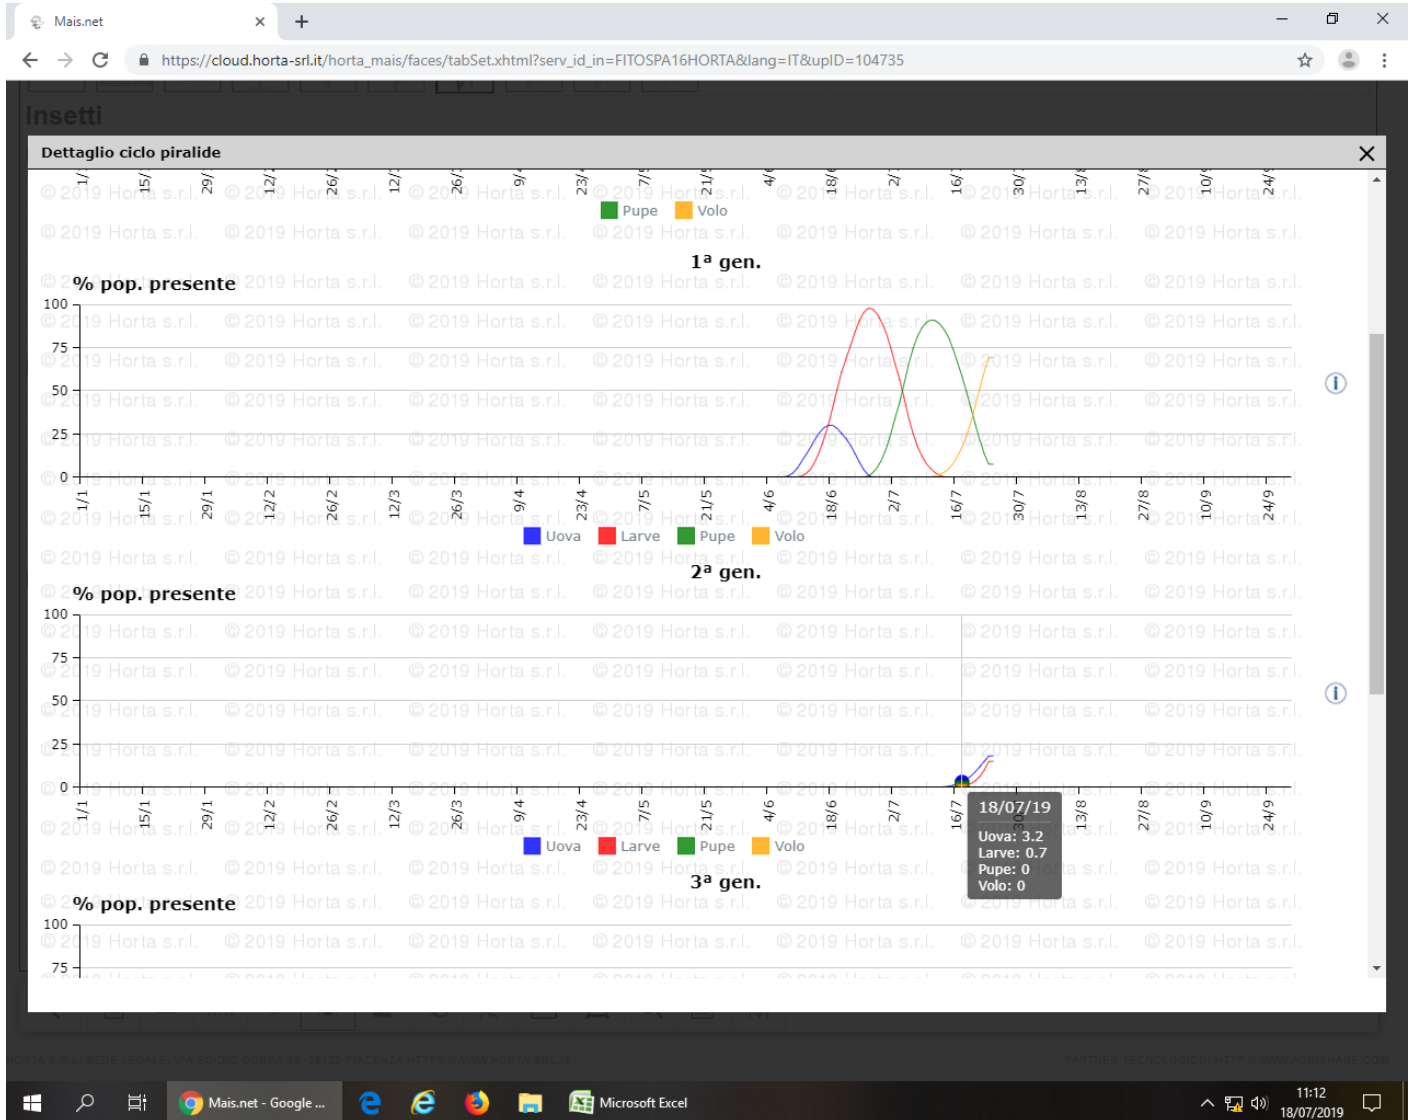 Mais.net
https://cloud.horta-srl.it/horta_mais/faces/tabSet.xhtml?serv_id_in=FITOSPA16HORTA&lang=IT&upID=104735
Insetti
Dettaglio ciclo piralide
Pupe Volo
1ª gen.
% pop. presente
100
75
50
25
0
1/1 15/1 29/1 12/2 26/2 12/3 26/3 9/4 23/4 7/5 21/5 4/6 18/6 2/7 16/7 30/7 13/8 27/8 10/9 24/9
Uova Larve Pupe Volo
2ª gen.
% pop. presente
100
75
50
25
0
1/1 15/1 29/1 12/2 26/2 12/3 26/3 9/4 23/4 7/5 21/5 4/6 18/6 2/7 16/7 30/7 13/8 27/8 10/9 24/9
18/07/19
Uova: 3.2
Larve: 0.7
Pupe: 0
Volo: 0
Uova Larve Pupe Volo
3ª gen.
% pop. presente
100
75
© 2019 Horta s.r.l.
Mais.net - Google ...
Microsoft Excel
11:12
18/07/2019